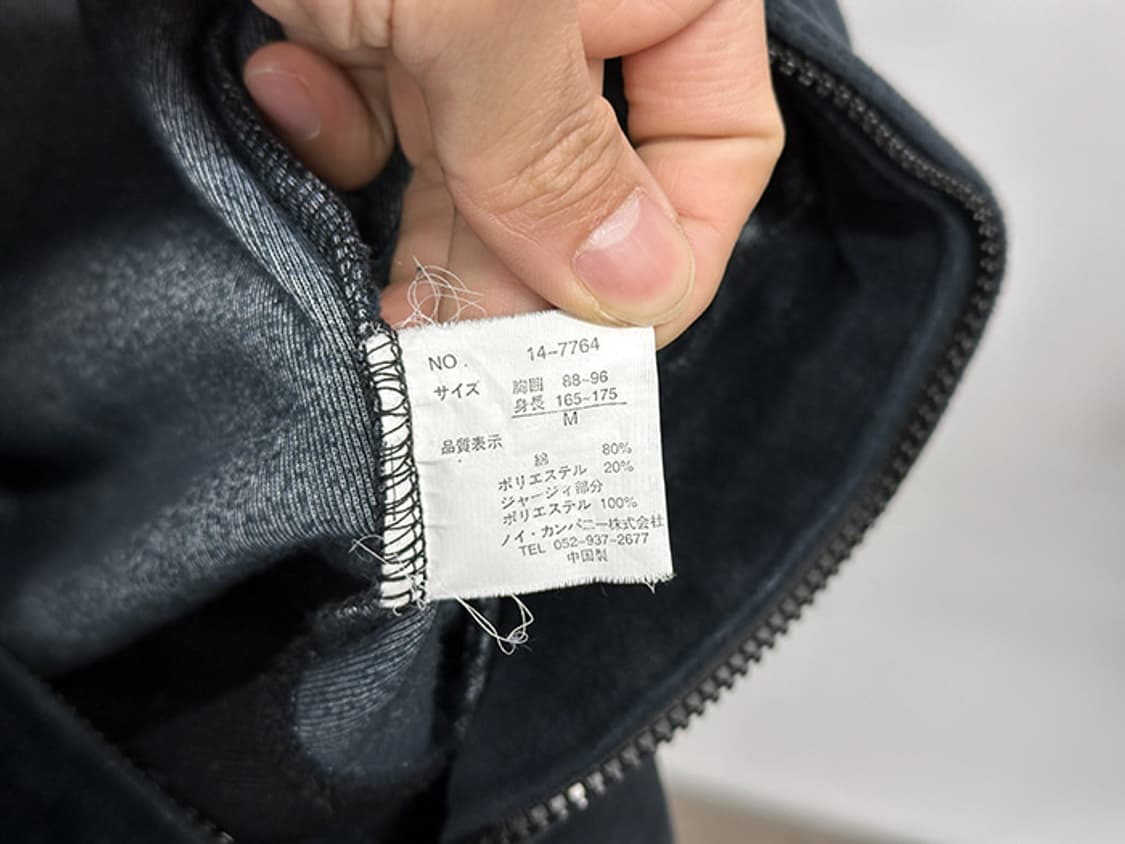 NO. 14-7764
サイズ 胸囲 88~96
身長 165~175
M
品質表示
綿 80%
ポリエステル 20%
ジャージィ部分
ポリエステル 100%
ノイ・カンパニー株式会社
TEL 052-937-2677
中国製